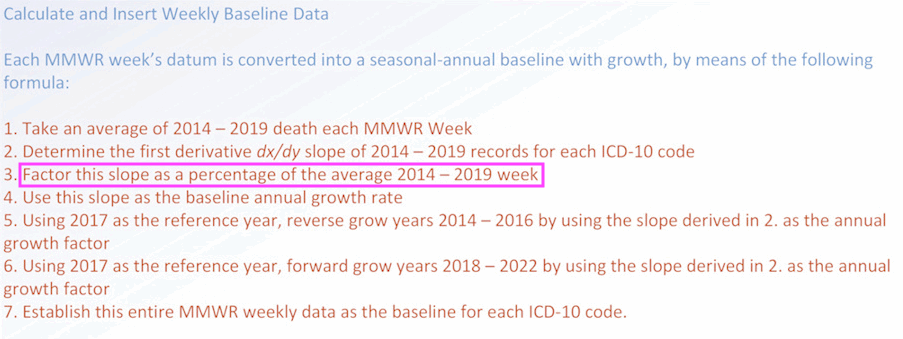 Calculate and Insert Weekly Baseline Data
Each MMWR week's datum is converted into a seasonal-annual baseline with growth, by means of the following
formula:
1. Take an average of 2014 – 2019 death each MMWR Week
2. Determine the first derivative dx/dy slope of 2014 – 2019 records for each ICD-10 code
3. Factor this slope as a percentage of the average 2014 – 2019 week
4. Use this slope as the baseline annual growth rate
5. Using 2017 as the reference year, reverse grow years 2014 – 2016 by using the slope derived in 2. as the annual
growth factor
6. Using 2017 as the reference year, forward grow years 2018 – 2022 by using the slope derived in 2. as the annual
growth factor
7. Establish this entire MMWR weekly data as the baseline for each ICD-10 code.